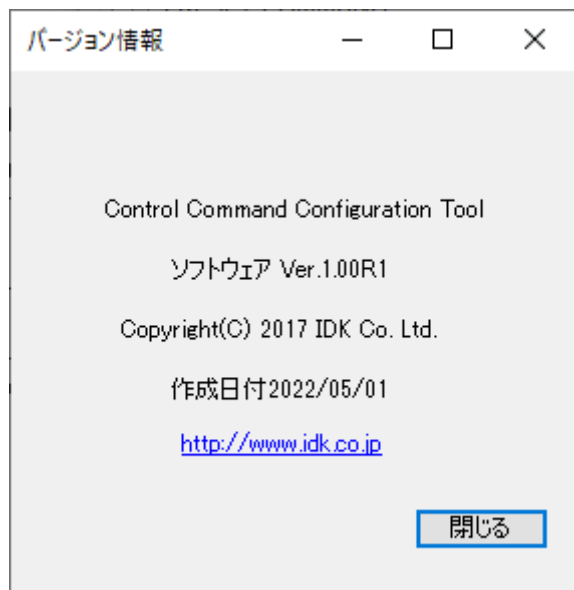 バージョン情報
Control Command Configuration Tool
ソフトウェア Ver.1.00R1
Copyright(C) 2017 IDK Co. Ltd.
作成日付2022/05/01
http://www.idk.co.jp
閉じる